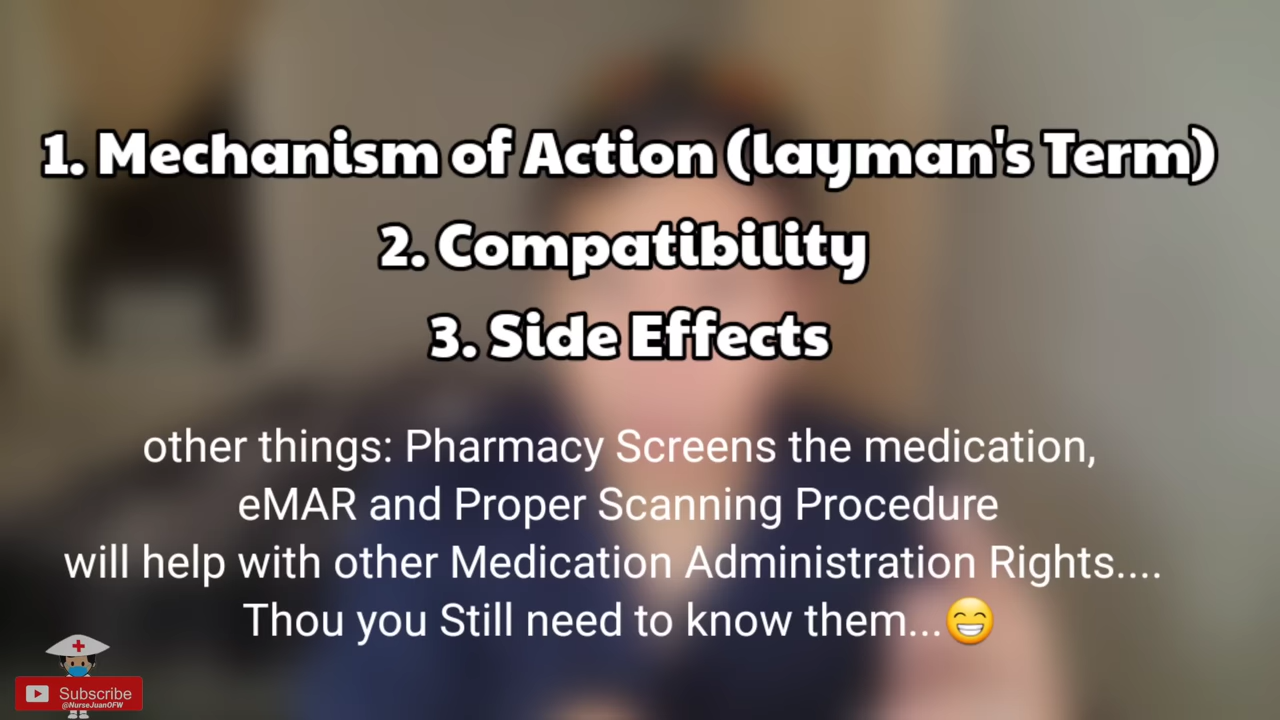 1. Mechanism of Action (layman's Term)
2. Compatibility
3. Side Effects
other things: Pharmacy Screens the medication,
eMAR and Proper Scanning Procedure
will help with other Medication Administration Rights....
Thou you Still need to know them...😁
Subscribe
@NurseJuanOFW